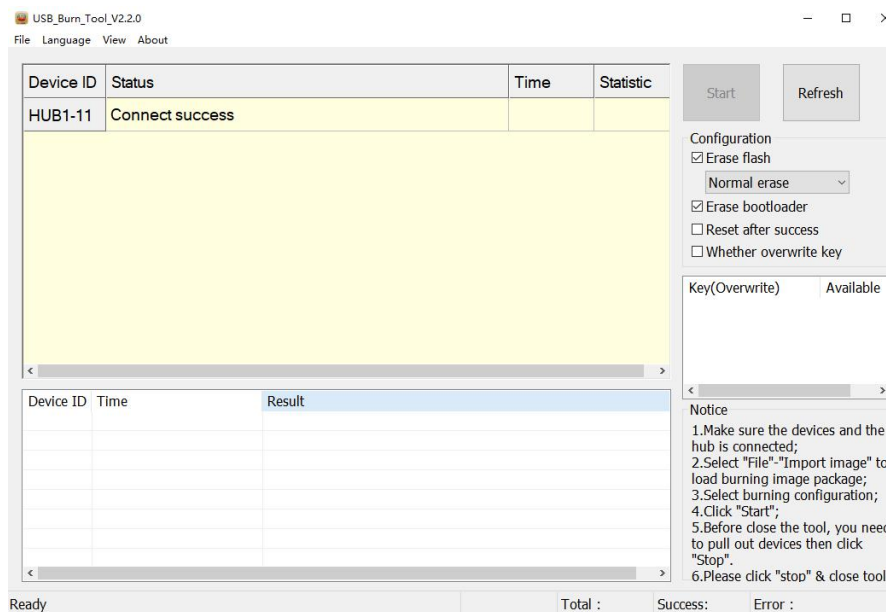 USB_Burn_Tool_V2.2.0
File Language View About
Device ID Status Time Statistic
HUB1-11 Connect success
Start Refresh
Configuration
Erase flash
Normal erase
Erase bootloader
Reset after success
Whether overwrite key
Key(Overwrite) Available
Device ID Time Result
Notice
1.Make sure the devices and the
hub is connected;
2.Select "File"-"Import image" to
load burning image package;
3.Select burning configuration;
4.Click "Start";
5.Before close the tool, you need
to pull out devices then click
"Stop".
6.Please click "stop" & close tool
Ready Total : Success: Error :